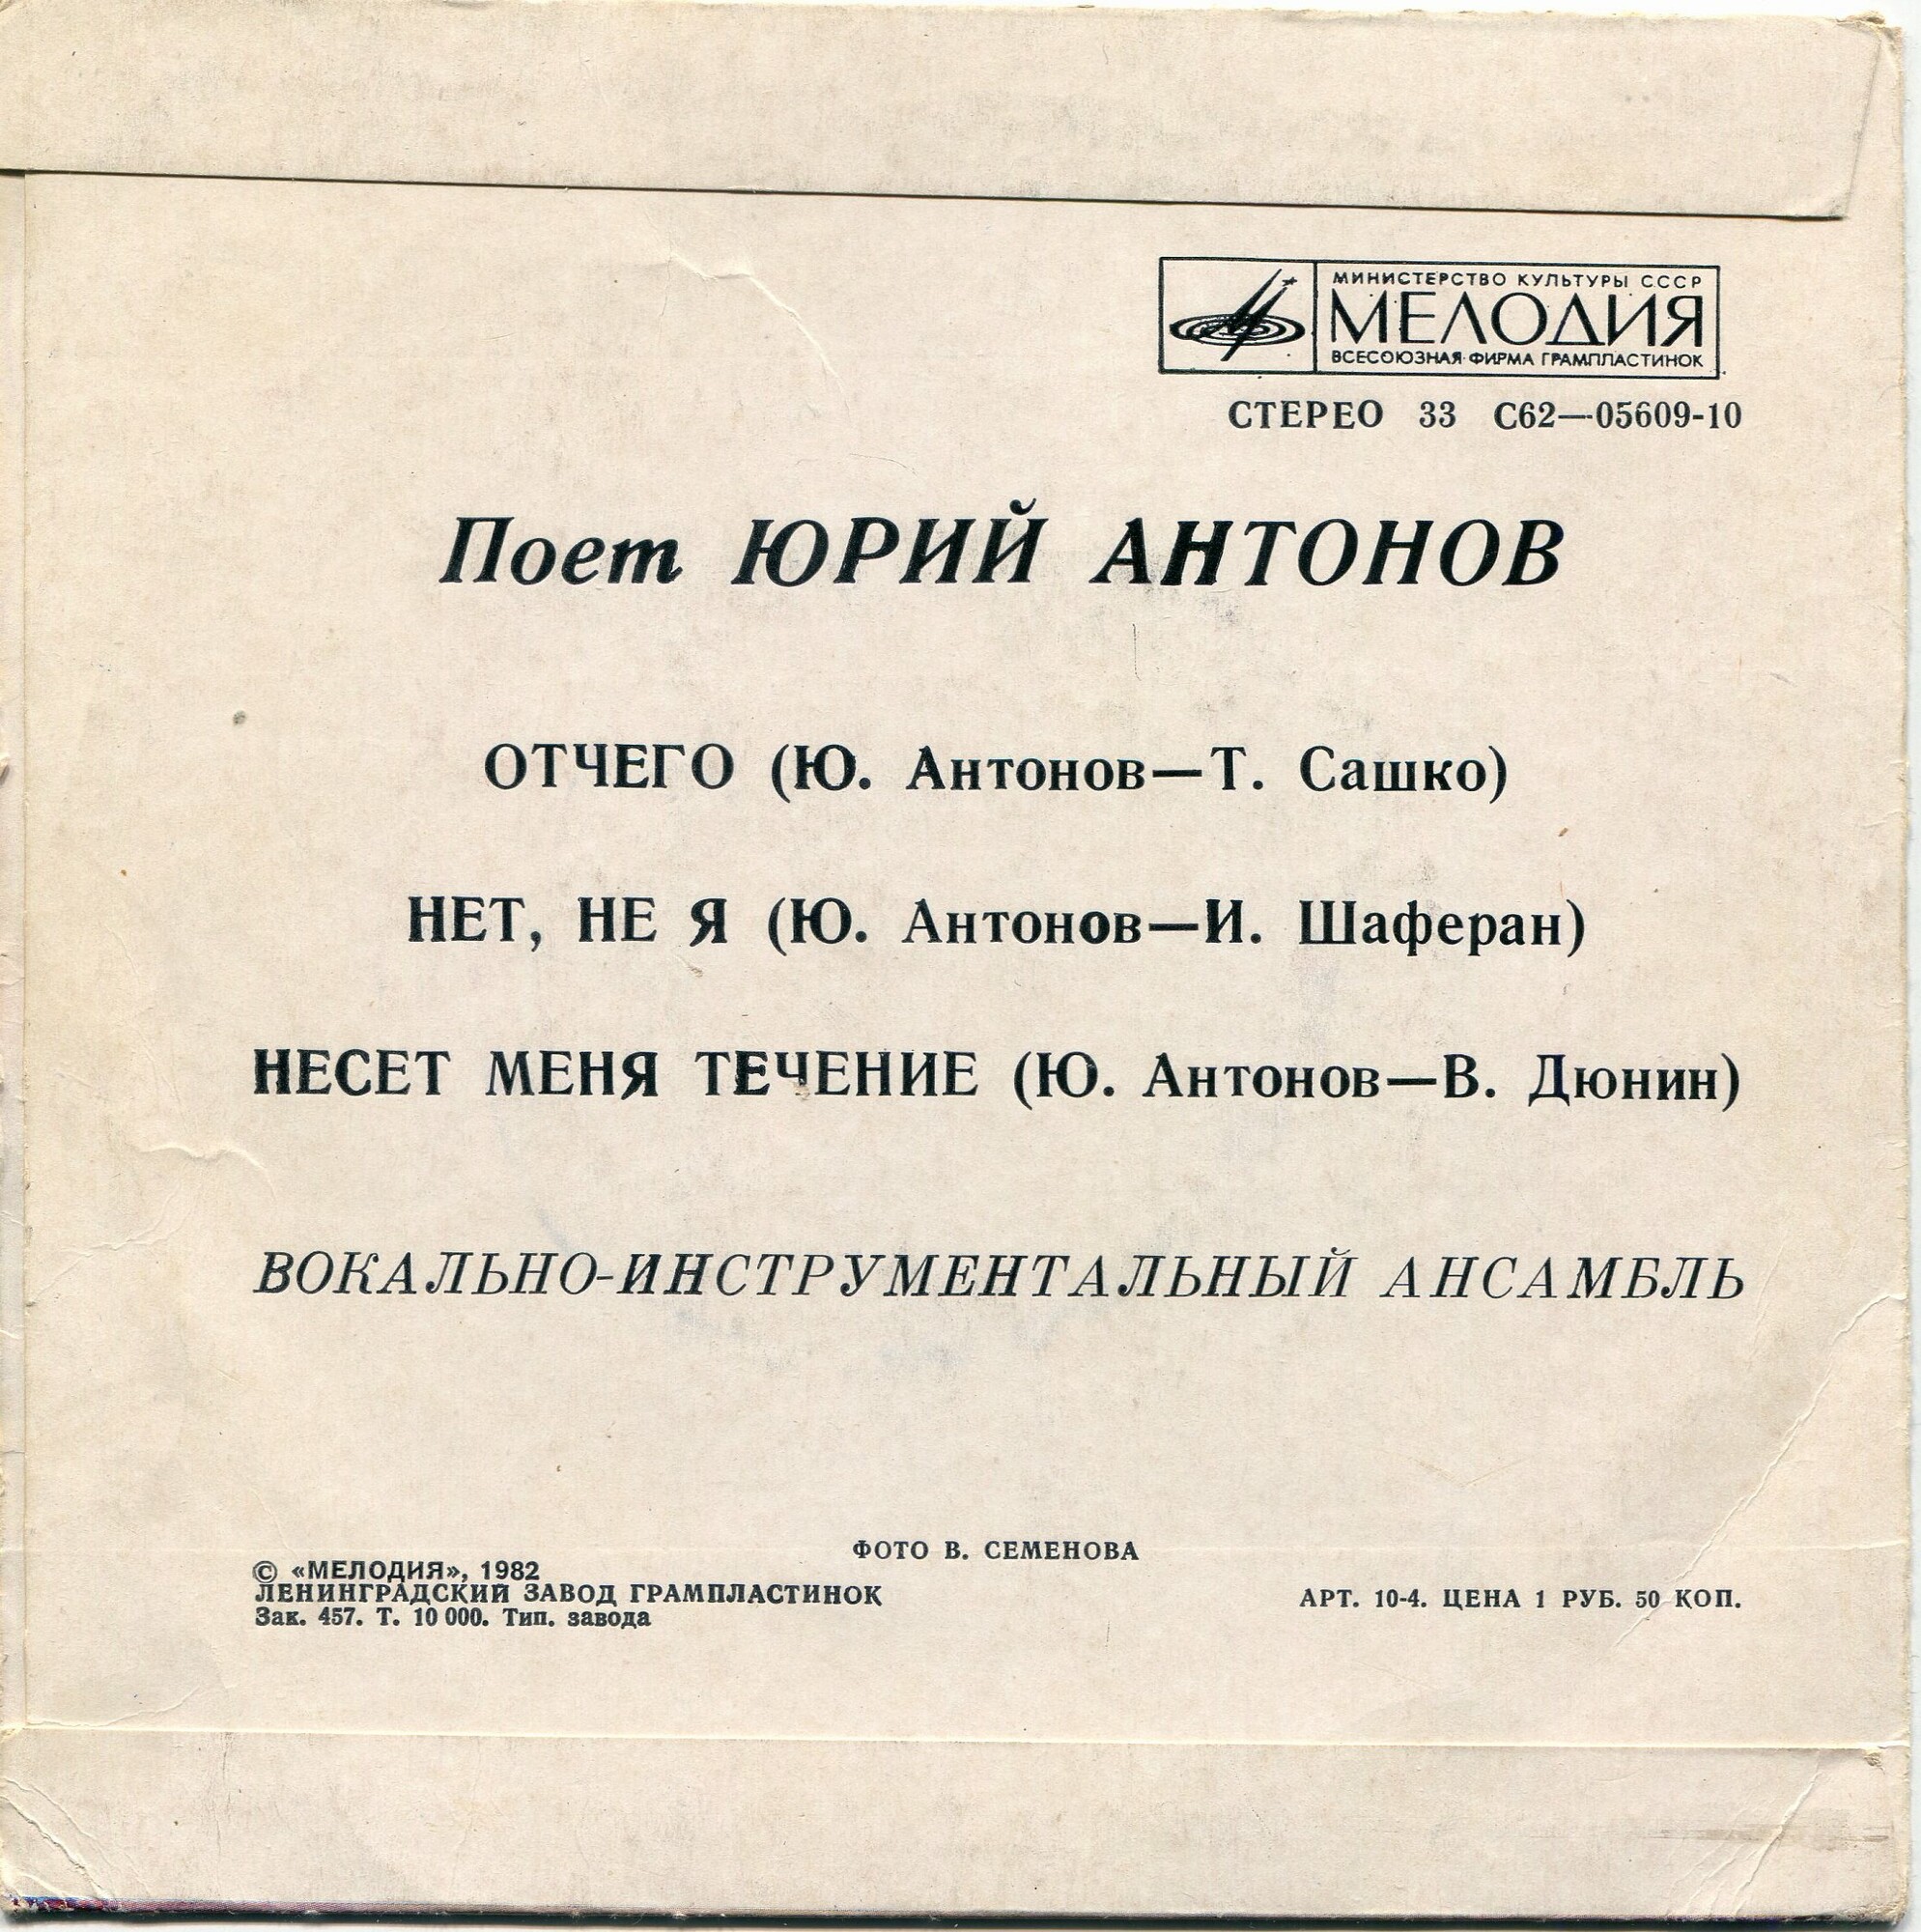 МИНИСТЕРСТВО КУЛЬТУРЫ СССР
МЕЛОДИЯ
ВСЕСОЮЗНАЯ ФИРМА ГРАМПЛАСТИНОК
СТЕРЕО 33 С62—05609-10
Поет ЮРИЙ АНТОНОВ
ОТЧЕГО (Ю. Антонов—Т. Сашко)
НЕТ, НЕ Я (Ю. Антонов—И. Шаферан)
НЕСЕТ МЕНЯ ТЕЧЕНИЕ (Ю. Антонов—В. Дюнин)
ВОКАЛЬНО-ИНСТРУМЕНТАЛЬНЫЙ АНСАМБЛЬ
ФОТО В. СЕМЕНОВА
© «МЕЛОДИЯ», 1982
ЛЕНИНГРАДСКИЙ ЗАВОД ГРАМПЛАСТИНОК
Зак. 457. Т. 10 000. Тип. завода
АРТ. 10-4. ЦЕНА 1 РУБ. 50 КОП.